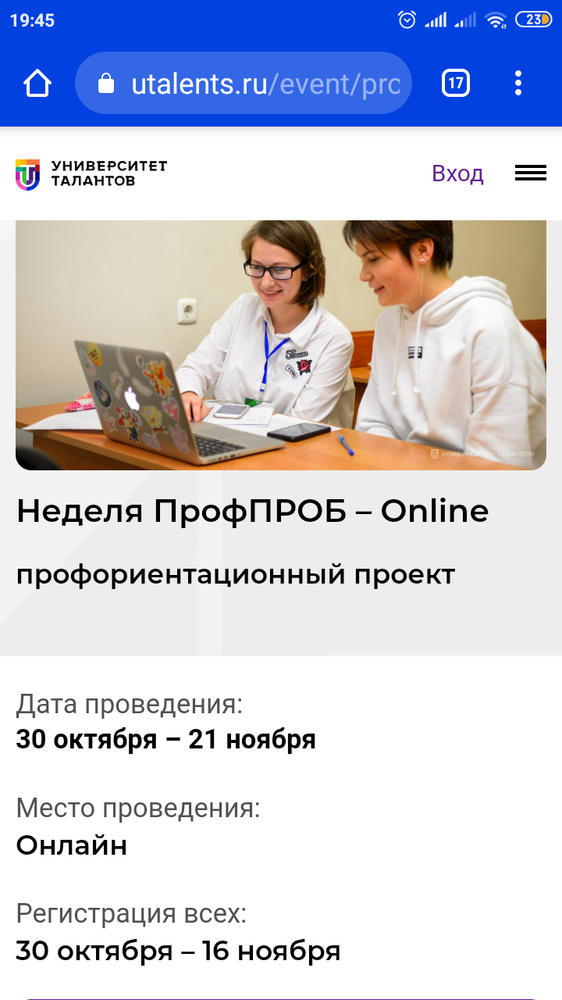 19:45
23
utalents.ru/event/pro
17
УНИВЕРСИТЕТ
ТАЛАНТОВ
Вход
УНИВЕРСИТЕТ ТАЛАНТОВ
Неделя ПрофПРОБ – Online
профориентационный проект
Дата проведения:
30 октября – 21 ноября
Место проведения:
Онлайн
Регистрация всех:
30 октября – 16 ноября